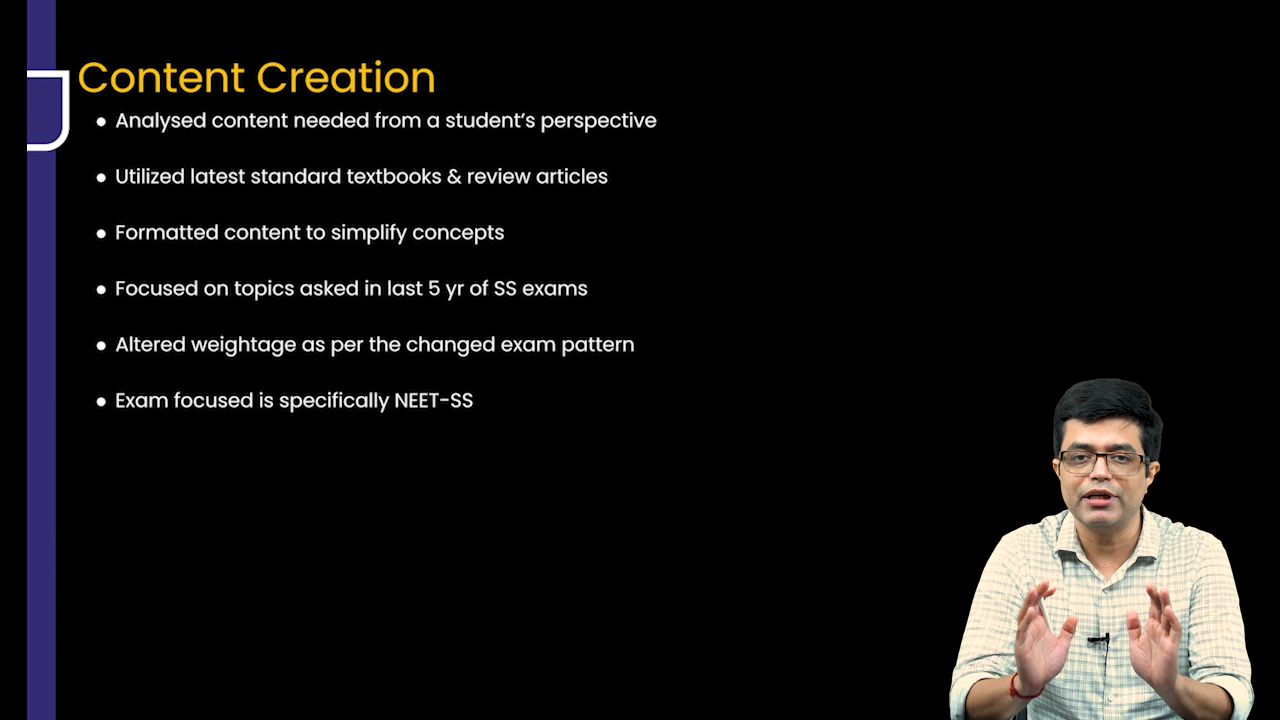 Content Creation
• Analysed content needed from a student's perspective
• Utilized latest standard textbooks & review articles
• Formatted content to simplify concepts
• Focused on topics asked in last 5 yr of SS exams
• Altered weightage as per the changed exam pattern
• Exam focused is specifically NEET-SS